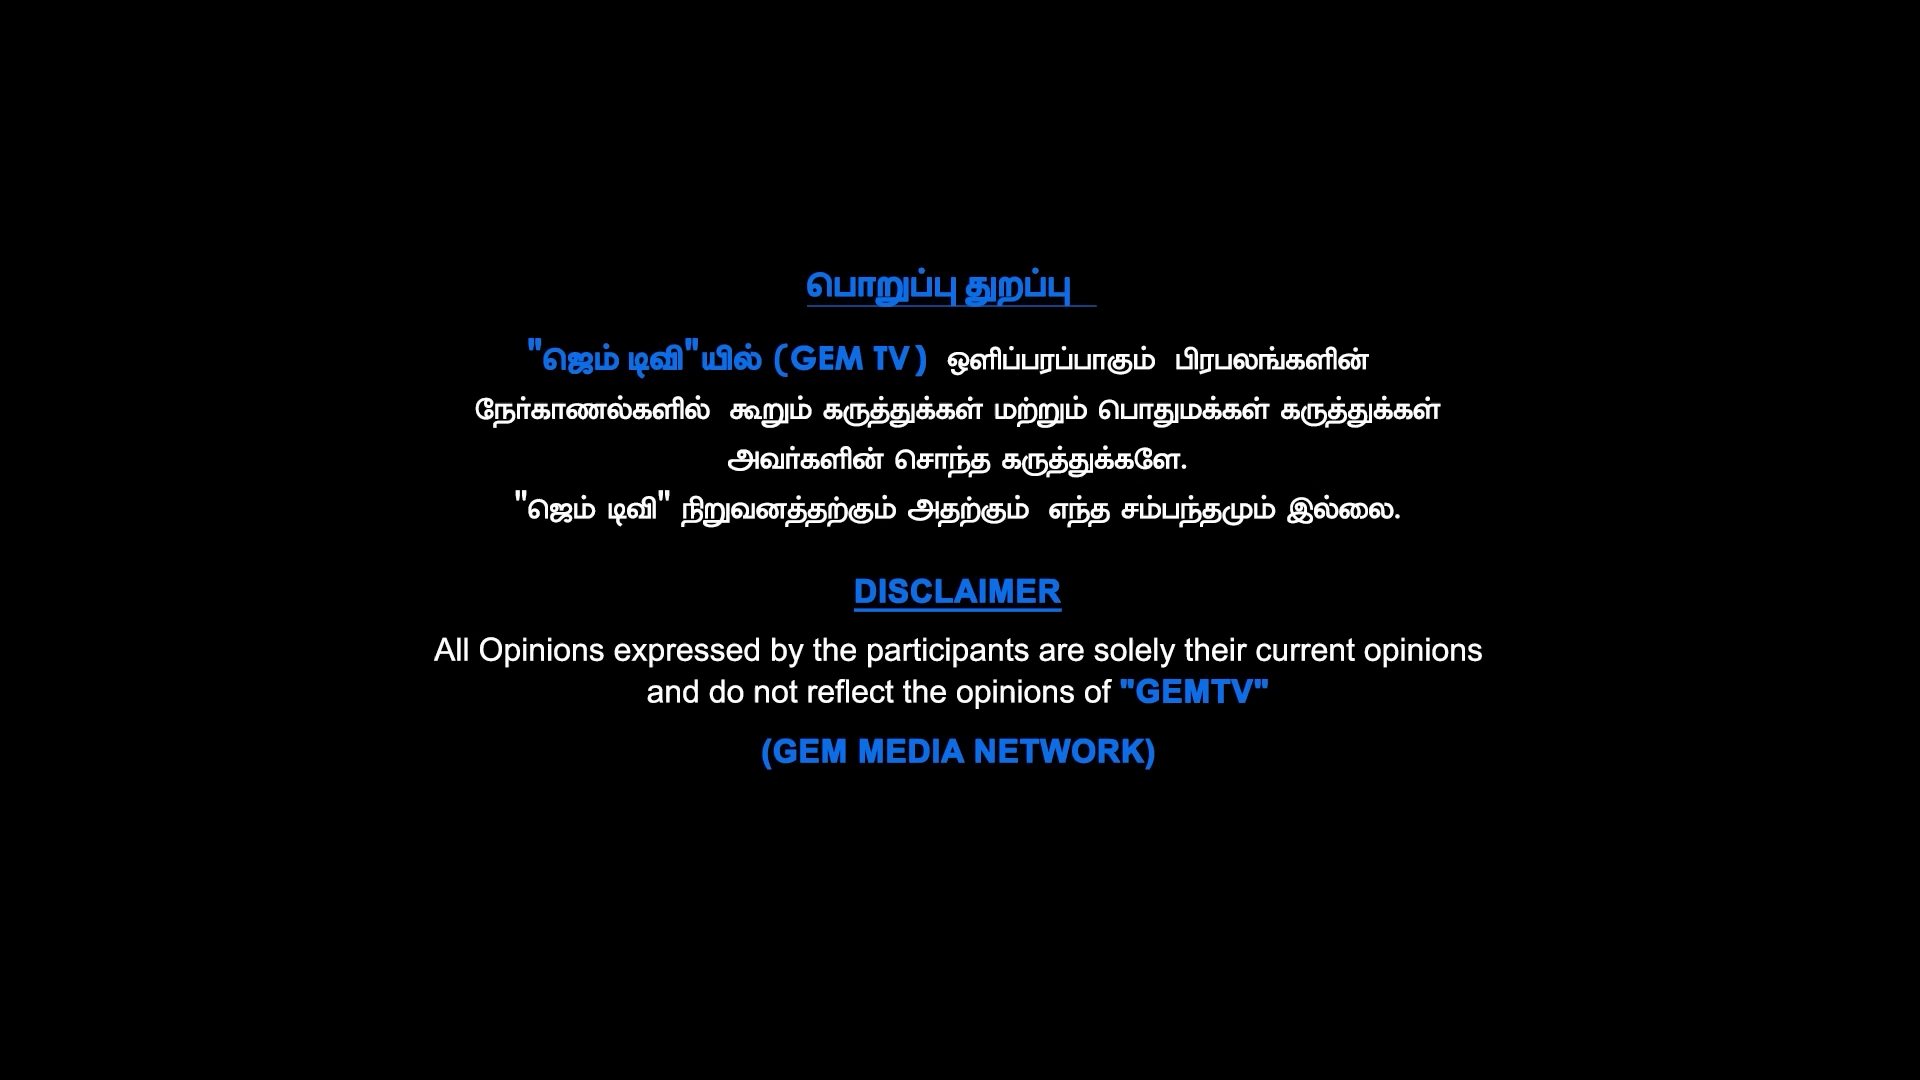 பொறுப்பு துறப்பு
"ஜெம் டிவி"யில் (GEM TV) ஒளிப்பரப்பாகும் பிரபலங்களின்
நேர்காணல்களில் கூறும் கருத்துக்கள் மற்றும் பொதுமக்கள் கருத்துக்கள்
அவர்களின் சொந்த கருத்துக்களே.
"ஜெம் டிவி" நிறுவனத்தற்கும் அதற்கும் எந்த சம்பந்தமும் இல்லை.
DISCLAIMER
All Opinions expressed by the participants are solely their current opinions
and do not reflect the opinions of "GEMTV"
(GEM MEDIA NETWORK)